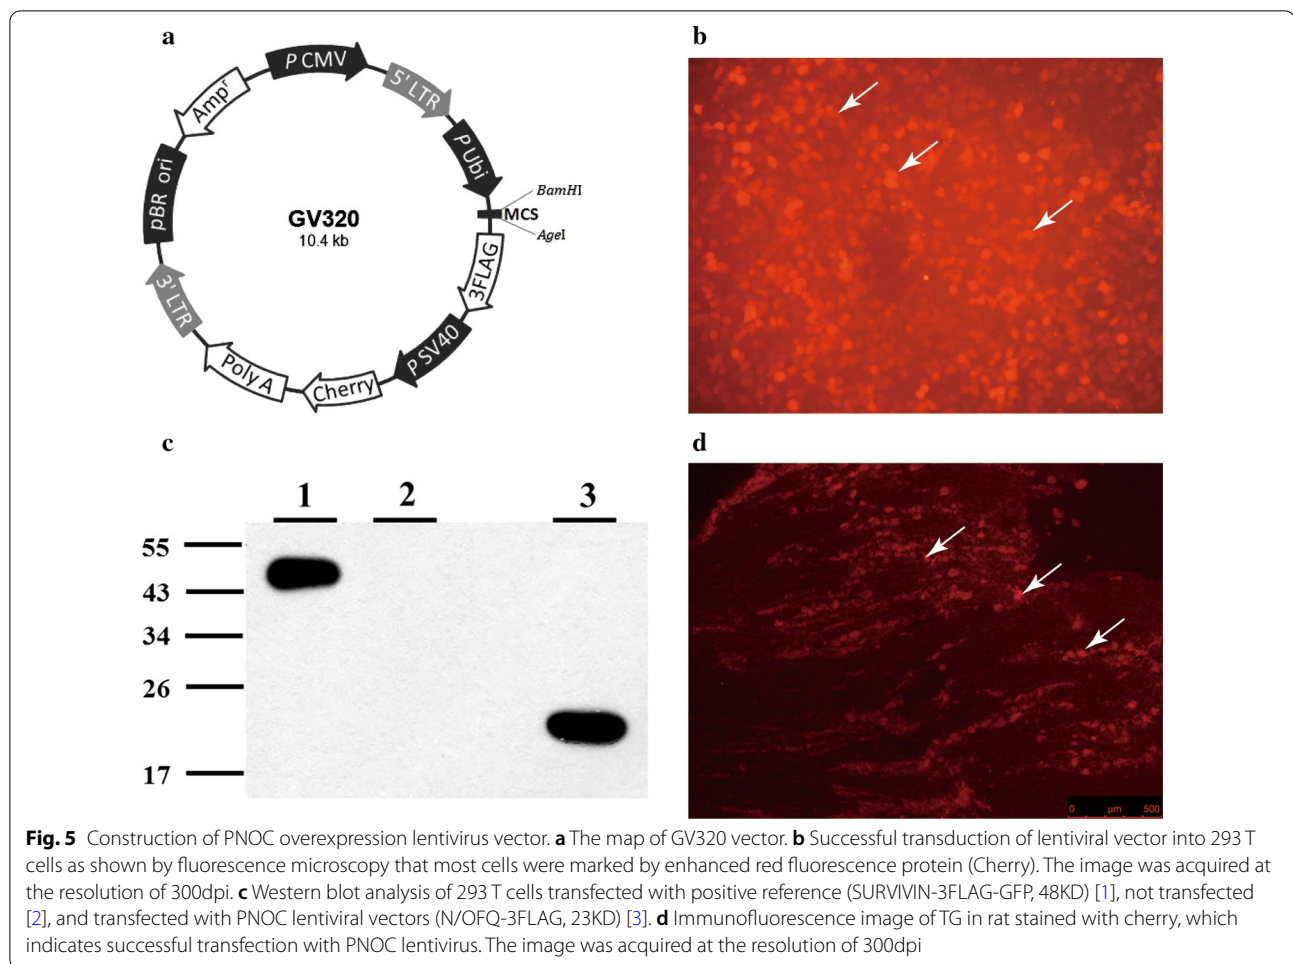 a
P CMV
5' LTR
P Ubi
BamHI
MCS
AgeI
3FLAG
P SV40
Cherry
Poly A
3' LTR
pBR ori
Ampʳ
GV320
10.4 kb
b
c
1
2
3
55
43
34
26
17
d
0 µm 500
Fig. 5 Construction of PNOC overexpression lentivirus vector. a The map of GV320 vector. b Successful transduction of lentiviral vector into 293 T
cells as shown by fluorescence microscopy that most cells were marked by enhanced red fluorescence protein (Cherry). The image was acquired at
the resolution of 300dpi. c Western blot analysis of 293 T cells transfected with positive reference (SURVIVIN-3FLAG-GFP, 48KD) [1], not transfected
[2], and transfected with PNOC lentiviral vectors (N/OFQ-3FLAG, 23KD) [3]. d Immunofluorescence image of TG in rat stained with cherry, which
indicates successful transfection with PNOC lentivirus. The image was acquired at the resolution of 300dpi